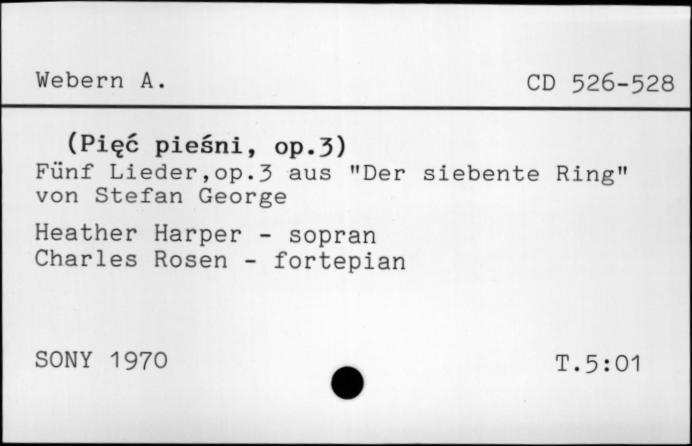 Webern A. CD 526-528
(Pięć pieśni, op.3)
Fünf Lieder,op.3 aus "Der siebente Ring"
von Stefan George
Heather Harper - sopran
Charles Rosen - fortepian
SONY 1970 T.5:01